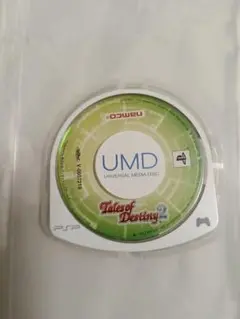 namco
UMD
UNIVERSAL MEDIA DISC
Tales of
Destiny 2
PSP